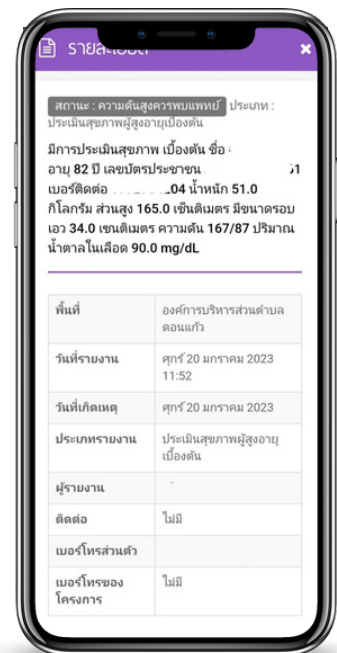 รายละเอียด
สถานะ : ความดันสูงควรพบแพทย์ ประเภท :
ประเมินสุขภาพผู้สูงอายุเบื้องต้น
มีการประเมินสุขภาพ เบื้องต้น ชื่อ
อายุ 82 ปี เลขบัตรประชาชน
เบอร์ติดต่อ 04 น้ำหนัก 51.0
กิโลกรัม ส่วนสูง 165.0 เซ็นติเมตร มีขนาดรอบ
เอว 34.0 เซนติเมตร ความดัน 167/87 ปริมาณ
น้ำตาลในเลือด 90.0 mg/dL
พื้นที่ องค์การบริหารส่วนตำบล
ดอนแก้ว
วันที่รายงาน ศุกร์ 20 มกราคม 2023
11:52
วันที่เกิดเหตุ ศุกร์ 20 มกราคม 2023
ประเภทรายงาน ประเมินสุขภาพผู้สูงอายุ
เบื้องต้น
ผู้รายงาน
ติดต่อ ไม่มี
เบอร์โทรส่วนตัว
เบอร์โทรของ ไม่มี
โครงการ